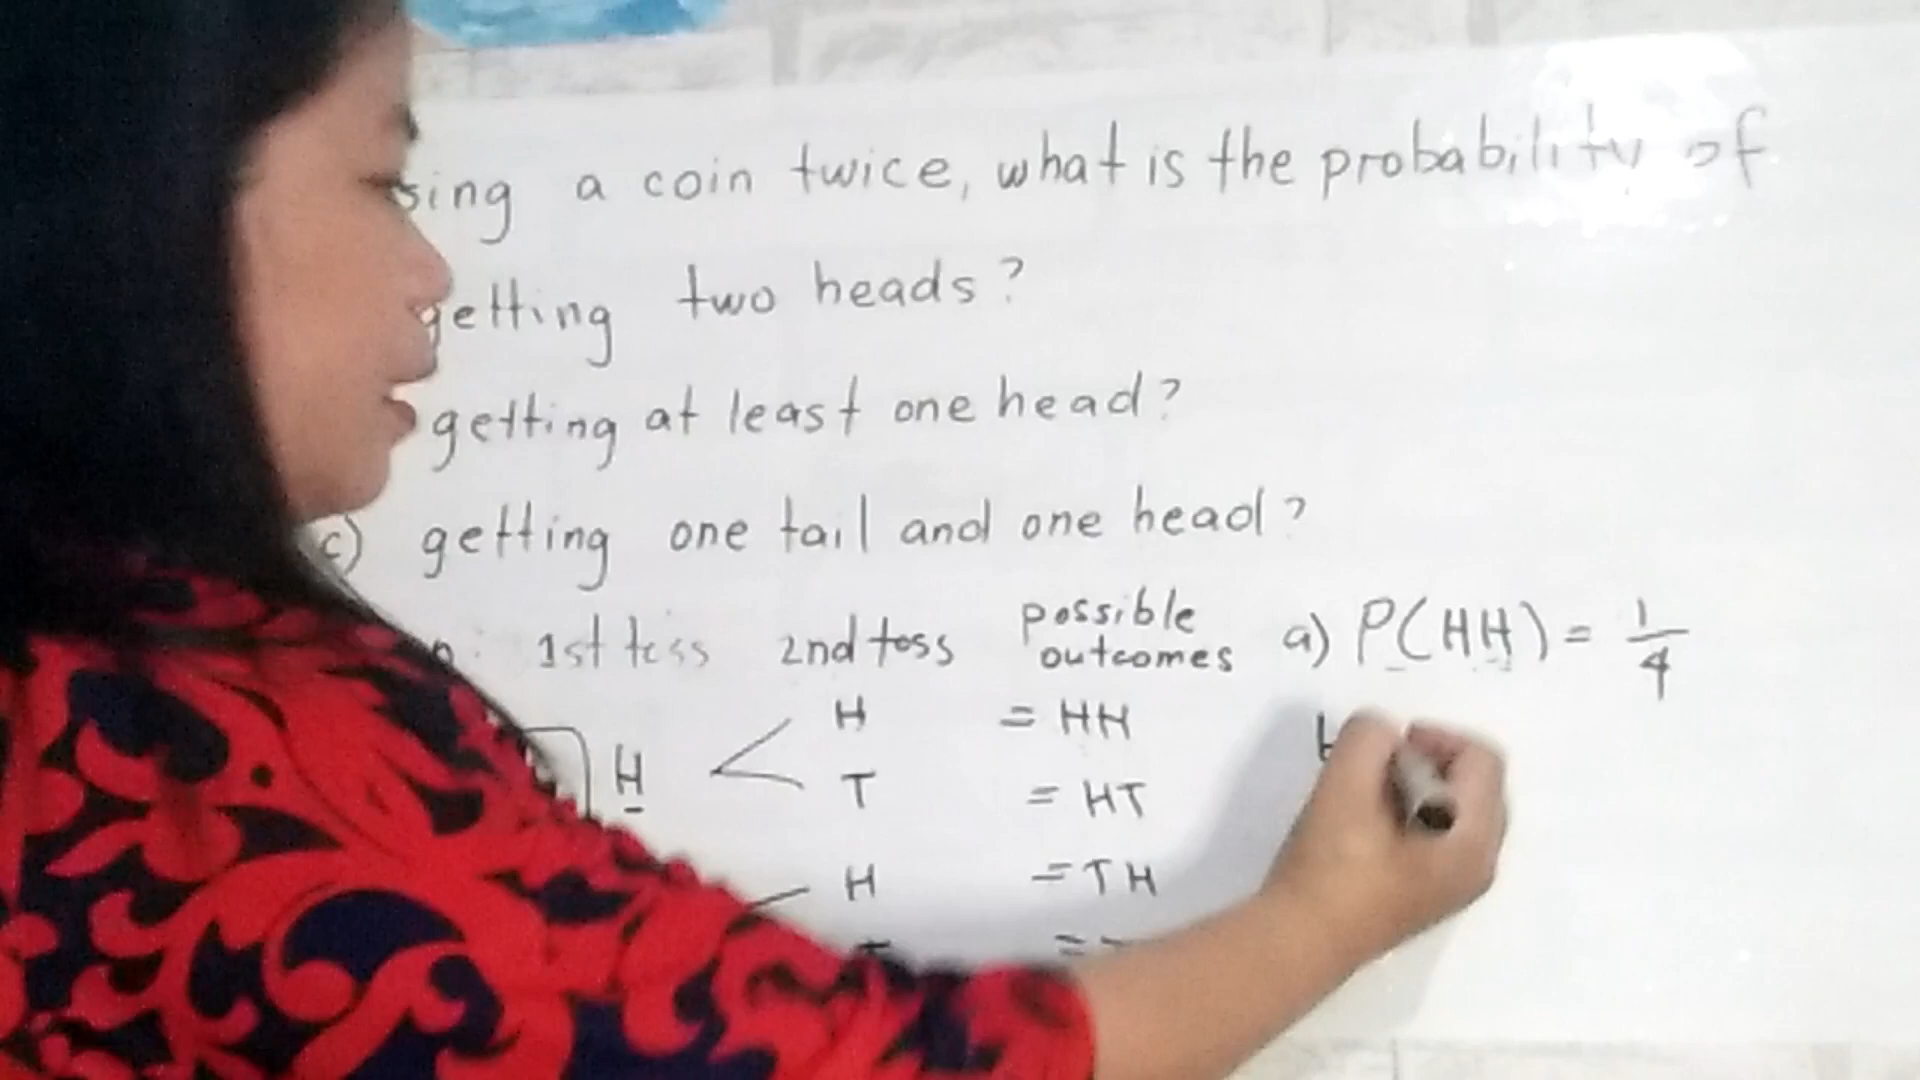 sing a coin twice, what is the probability of
getting two heads?
getting at least one head?
c) getting one tail and one head?
1st toss 2nd toss possible outcomes a) P(HH) = 1/4
H = HH
H
T = HT
H = TH